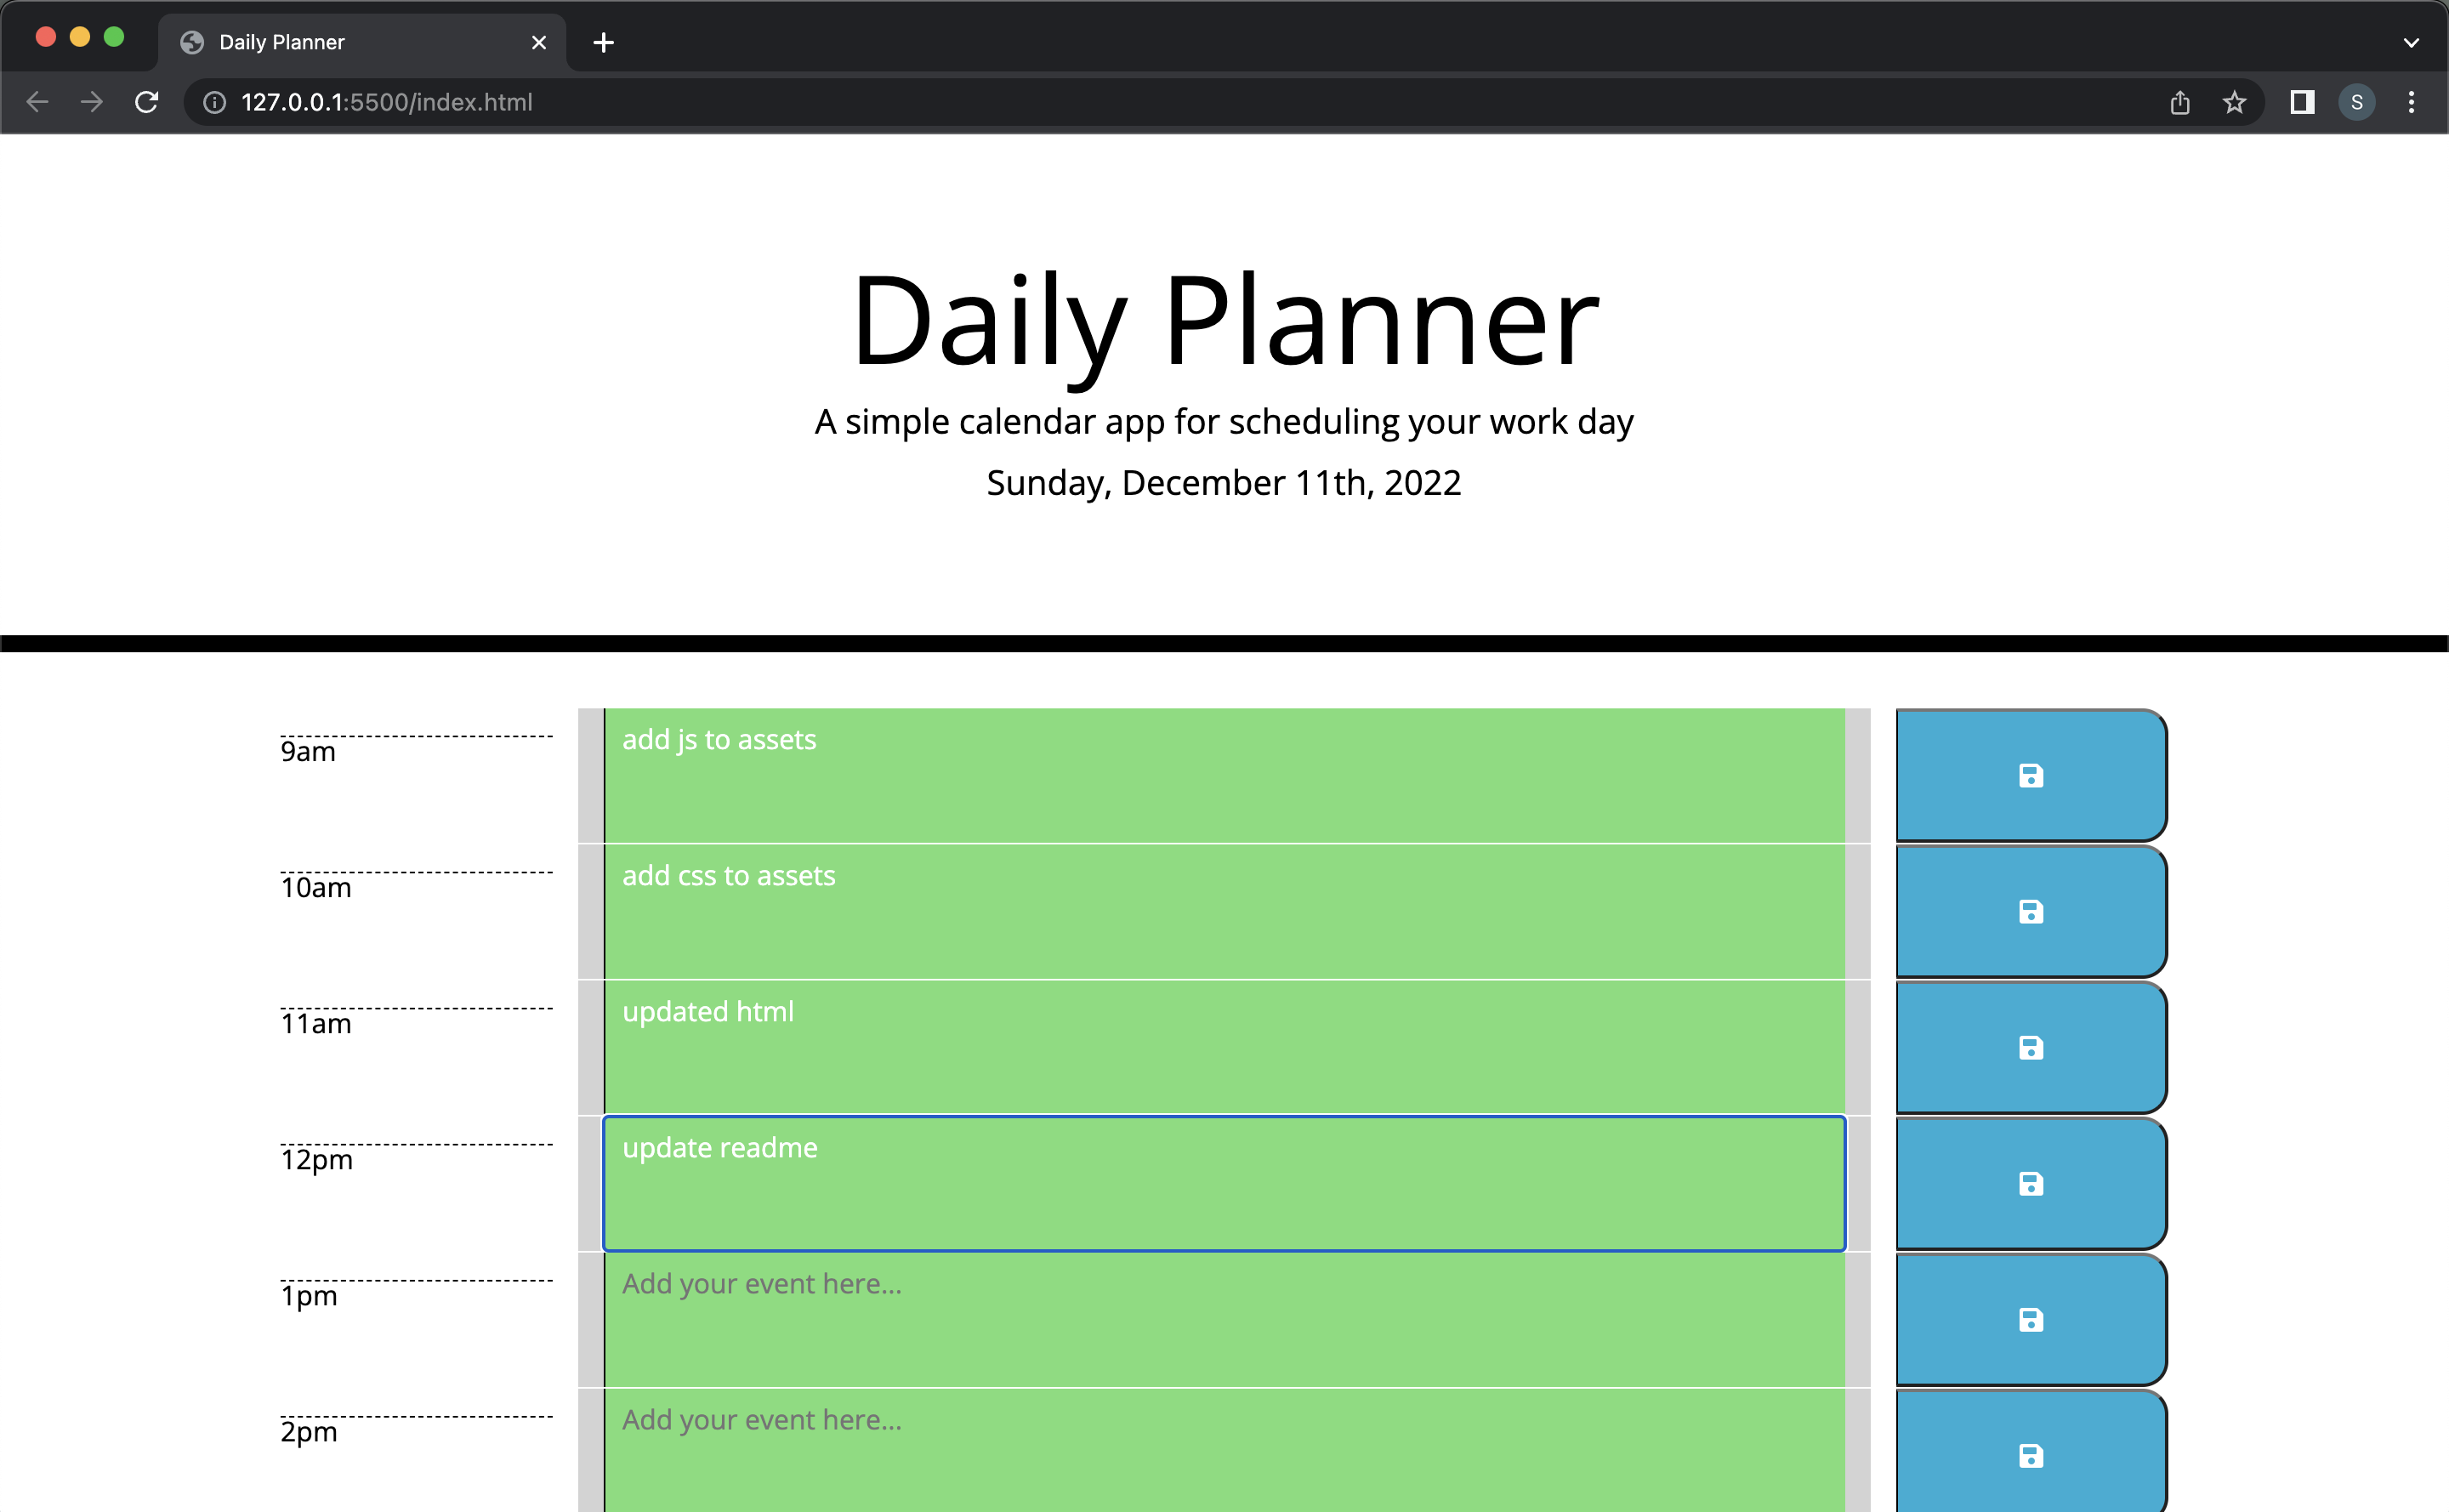 Daily Planner
127.0.0.1:5500/index.html
S
Daily Planner
A simple calendar app for scheduling your work day
Sunday, December 11th, 2022
9am
add js to assets
10am
add css to assets
11am
updated html
12pm
update readme
1pm
Add your event here...
2pm
Add your event here...